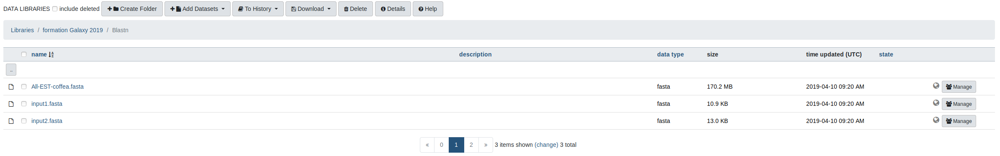 DATA LIBRARIES include deleted Create Folder Add Datasets To History Download Delete Details Help
Libraries / formation Galaxy 2019 / Blastn
name description data type size time updated (UTC) state
..
All-EST-coffea.fasta fasta 170.2 MB 2019-04-10 09:20 AM Manage
input1.fasta fasta 10.9 KB 2019-04-10 09:20 AM Manage
input2.fasta fasta 13.0 KB 2019-04-10 09:20 AM Manage
« 0 1 2 » 3 items shown (change) 3 total